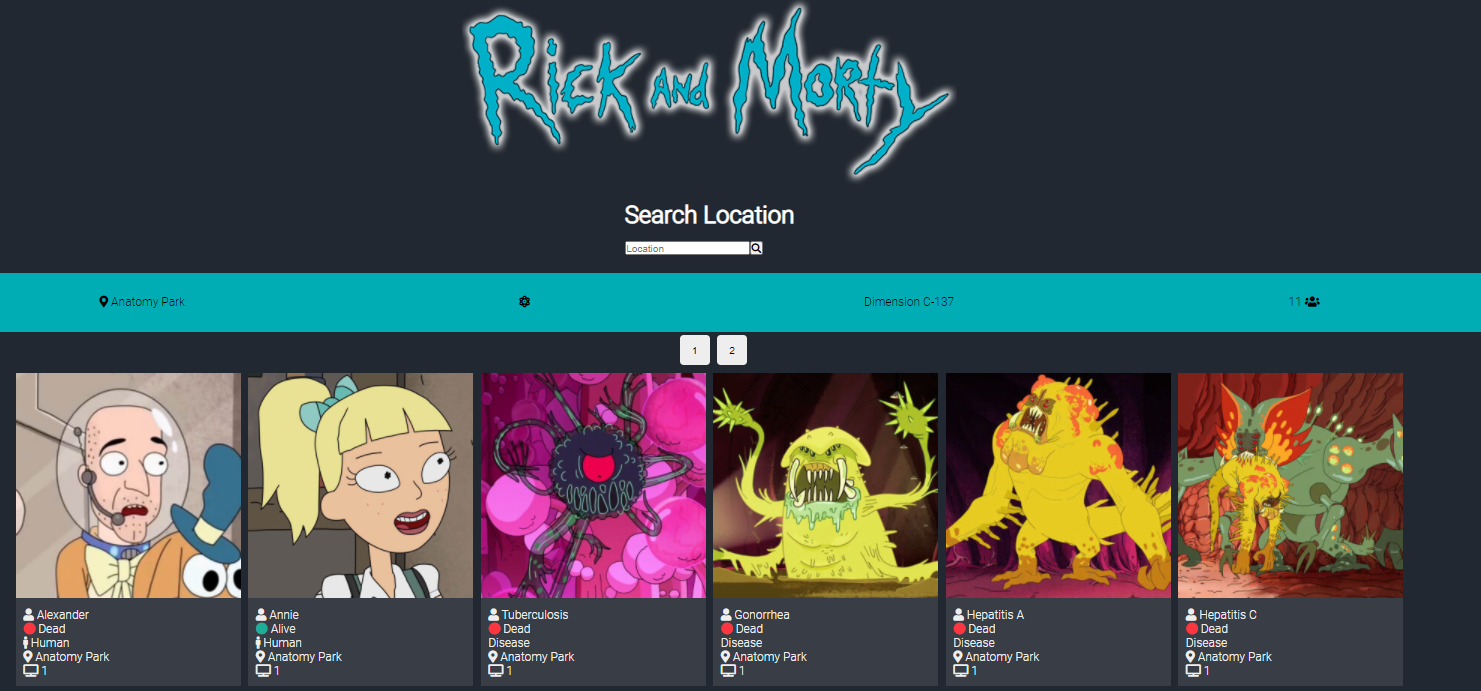 Rick and Morty
Search Location
Location
Anatomy Park
Dimension C-137
11
1 2
Alexander
Dead
Human
Anatomy Park
1
Annie
Alive
Human
Anatomy Park
1
Tuberculosis
Dead
Disease
Anatomy Park
1
Gonorrhea
Dead
Disease
Anatomy Park
1
Hepatitis A
Dead
Disease
Anatomy Park
1
Hepatitis C
Dead
Disease
Anatomy Park
1